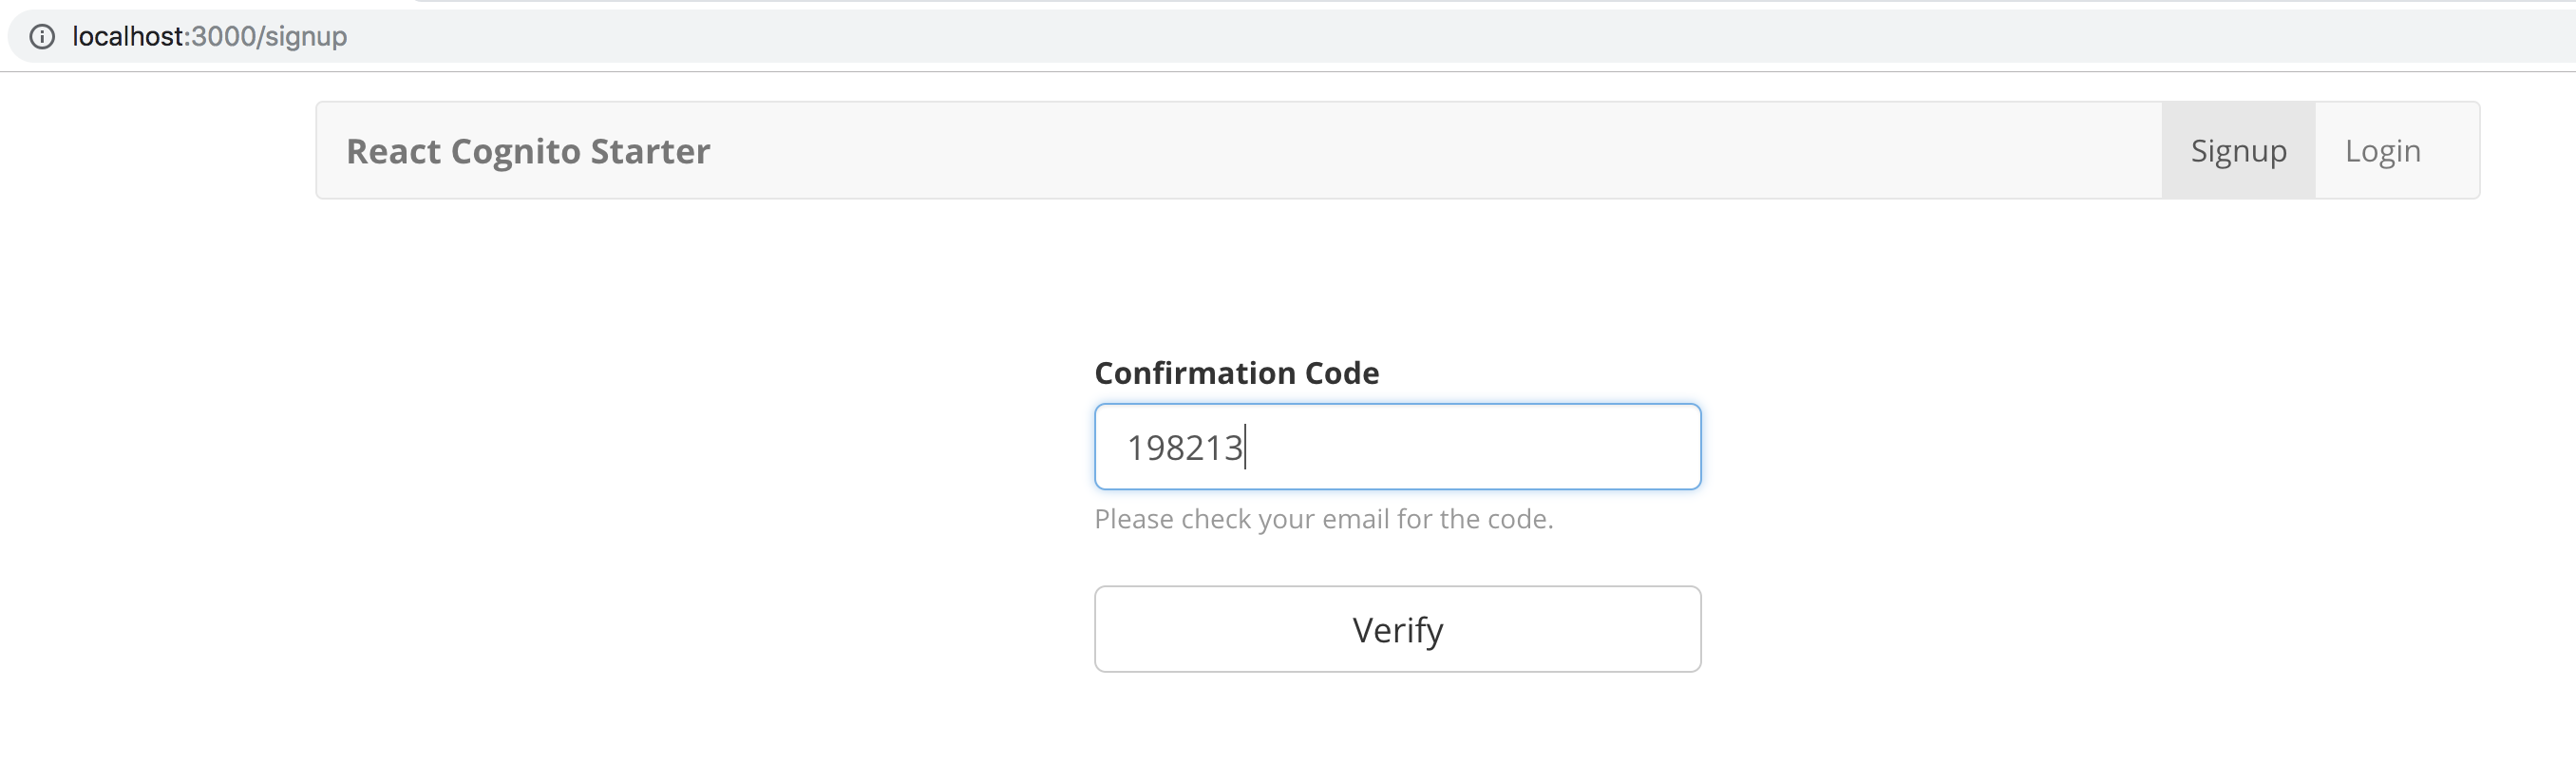 localhost:3000/signup
React Cognito Starter Signup Login
Confirmation Code
198213
Please check your email for the code.
Verify